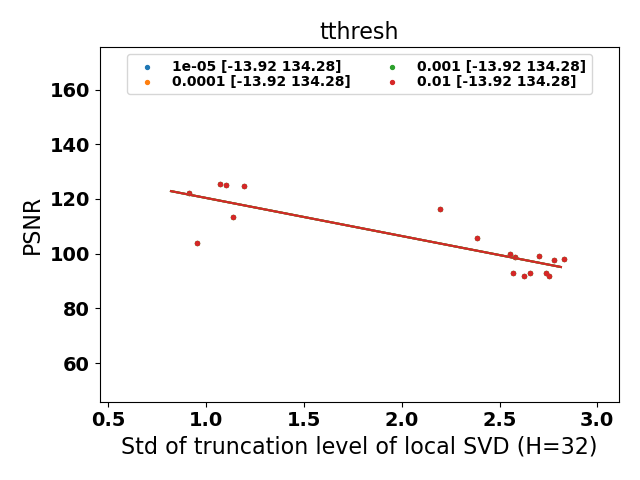 tthresh
1e-05 [-13.92 134.28]
0.0001 [-13.92 134.28]
0.001 [-13.92 134.28]
0.01 [-13.92 134.28]
PSNR
160
140
120
100
80
60
0.5 1.0 1.5 2.0 2.5 3.0
Std of truncation level of local SVD (H=32)